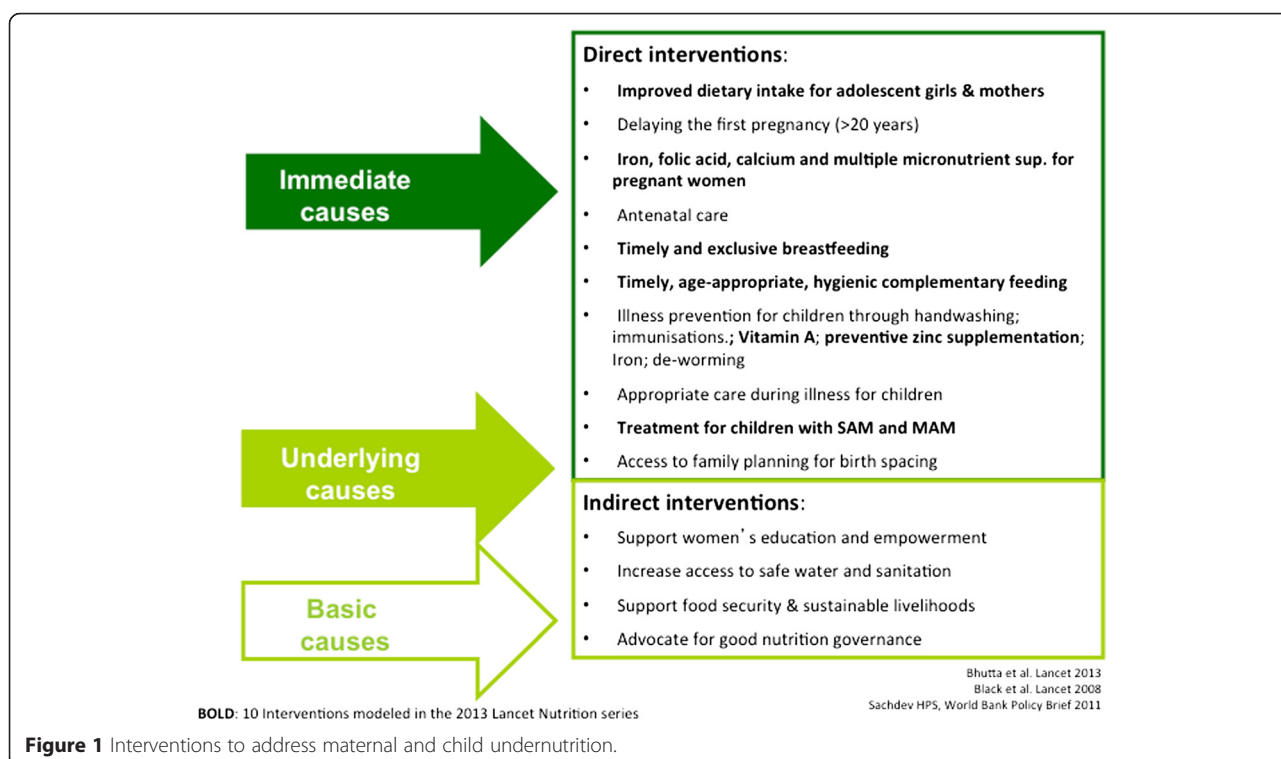 Immediate
causes
Underlying
causes
Basic
causes
Direct interventions:
• Improved dietary intake for adolescent girls & mothers
• Delaying the first pregnancy (>20 years)
• Iron, folic acid, calcium and multiple micronutrient sup. for
pregnant women
• Antenatal care
• Timely and exclusive breastfeeding
• Timely, age-appropriate, hygienic complementary feeding
• Illness prevention for children through handwashing;
immunisations.; Vitamin A; preventive zinc supplementation;
Iron; de-worming
• Appropriate care during illness for children
• Treatment for children with SAM and MAM
• Access to family planning for birth spacing
Indirect interventions:
• Support women's education and empowerment
• Increase access to safe water and sanitation
• Support food security & sustainable livelihoods
• Advocate for good nutrition governance
Bhutta et al. Lancet 2013
Black et al. Lancet 2008
Sachdev HPS, World Bank Policy Brief 2011
BOLD: 10 Interventions modeled in the 2013 Lancet Nutrition series
Figure 1 Interventions to address maternal and child undernutrition.